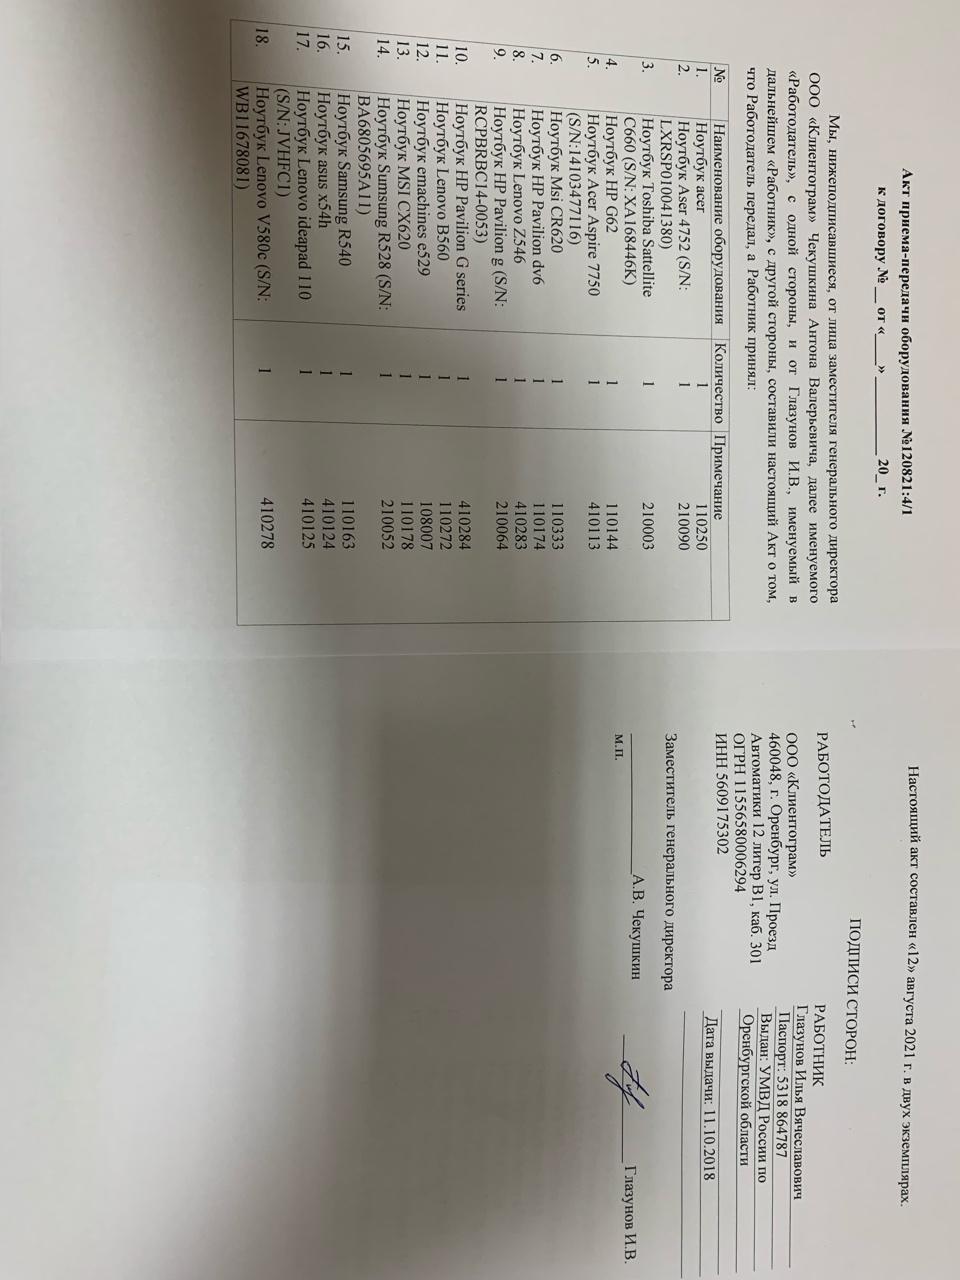 Акт приема-передачи оборудования №120821:4/1
к договору № __ от «____» _________ 20_ г.
Мы, нижеподписавшиеся, от лица заместителя генерального директора
ООО «Клиентограм» Чекушкина Антона Валерьевича, далее именуемого
«Работодатель», с одной стороны, и от Глазунов И.В., именуемый в
дальнейшем «Работник», с другой стороны, составили настоящий Акт о том,
что Работодатель передал, а Работник принял:
№ Наименование оборудования Количество Примечание
1. Ноутбук acer 1 110250
2. Ноутбук Aser 4752 (S/N: 1 210090
LXRSP010041380)
3. Ноутбук Toshiba Sattellite 1 210003
C660 (S/N: XA168446K)
4. Ноутбук HP G62 1 110144
5. Ноутбук Acer Aspire 7750 1 410113
(S/N:14103477116)
6. Ноутбук Msi CR620 1 110333
7. Ноутбук HP Pavilion dv6 1 110174
8. Ноутбук Lenovo Z546 1 410283
9. Ноутбук HP Pavilion g (S/N: 1 210064
RCPBRBC14-0053)
10. Ноутбук HP Pavilion G series 1 410284
11. Ноутбук Lenovo B560 1 110272
12. Ноутбук emachines e529 1 108007
13. Ноутбук MSI CX620 1 110178
14. Ноутбук Sumsung R528 (S/N: 1 210052
BA6805695A11)
15. Ноутбук Samsung R540 1 110163
16. Ноутбук asus x54h 1 410124
17. Ноутбук Lenovo ideapad 110 1 410125
(S/N: JVHFC1)
18. Ноутбук Lenovo V580c (S/N: 1 410278
WB11678081)
Настоящий акт составлен «12» августа 2021 г. в двух экземплярах.
ПОДПИСИ СТОРОН:
РАБОТОДАТЕЛЬ
ООО «Клиентограм»
460048, г. Оренбург, ул. Проезд
Автоматики 12 литер В1, каб. 301
ОГРН 1155658006294
ИНН 5609175302
Заместитель генерального директора
____________________А.В. Чекушкин
м.п.
РАБОТНИК
Глазунов Илья Вячеславович
Паспорт: 5318 864787
Выдан: УМВД России по
Оренбургской области
Дата выдачи: 11.10.2018
______________ Глазунов И.В.